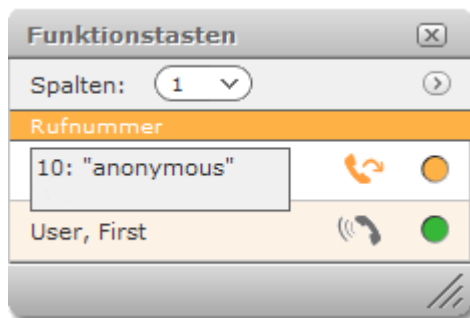 Funktionstasten
Spalten: 1
Rufnummer
10: "anonymous"
User, First